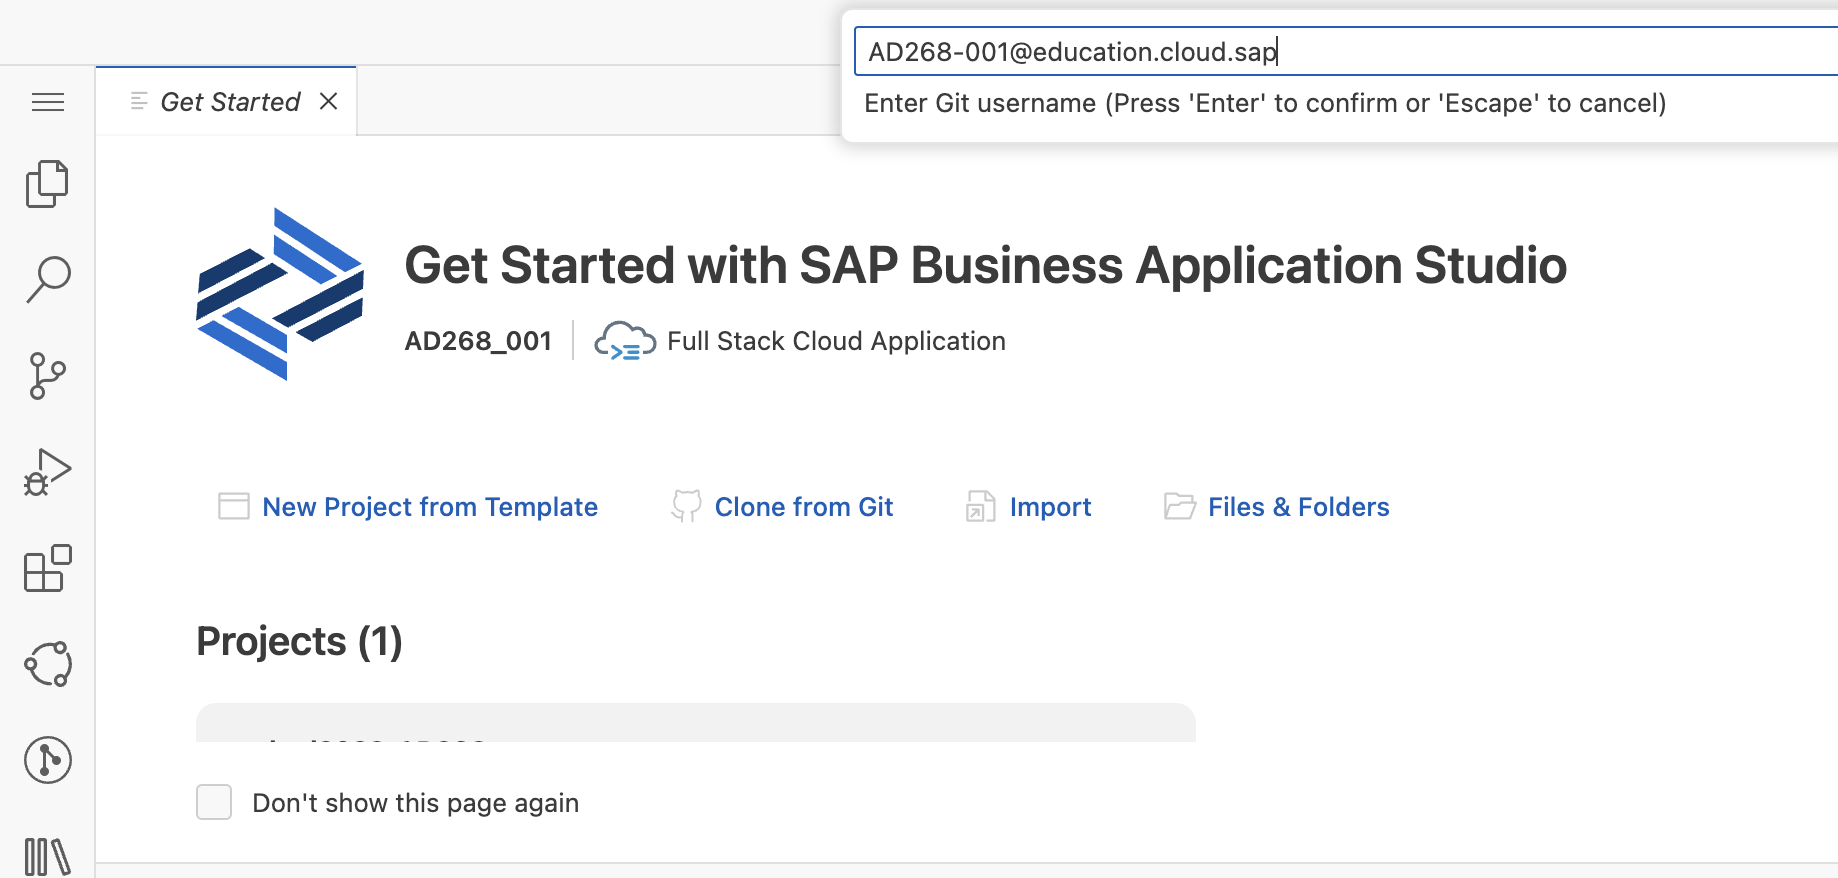 AD268-001@education.cloud.sap
Enter Git username (Press 'Enter' to confirm or 'Escape' to cancel)
Get Started
Get Started with SAP Business Application Studio
AD268_001
Full Stack Cloud Application
New Project from Template
Clone from Git
Import
Files & Folders
Projects (1)
Don't show this page again